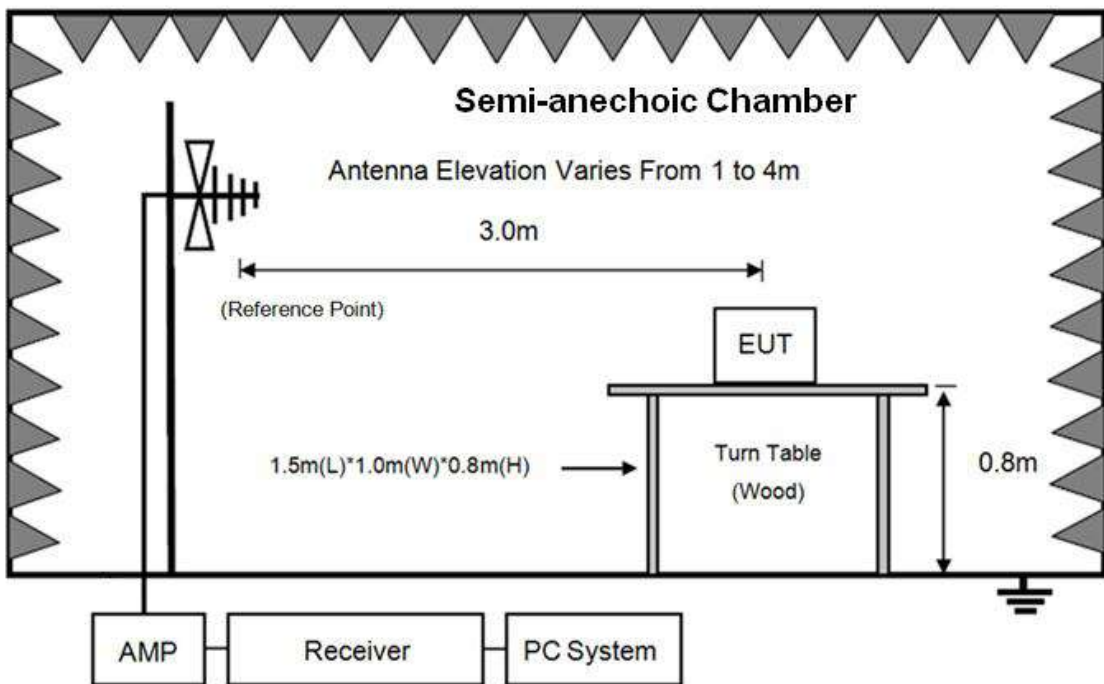 Semi-anechoic Chamber
Antenna Elevation Varies From 1 to 4m
3.0m
(Reference Point)
EUT
1.5m(L)*1.0m(W)*0.8m(H)
Turn Table
(Wood)
0.8m
AMP
Receiver
PC System